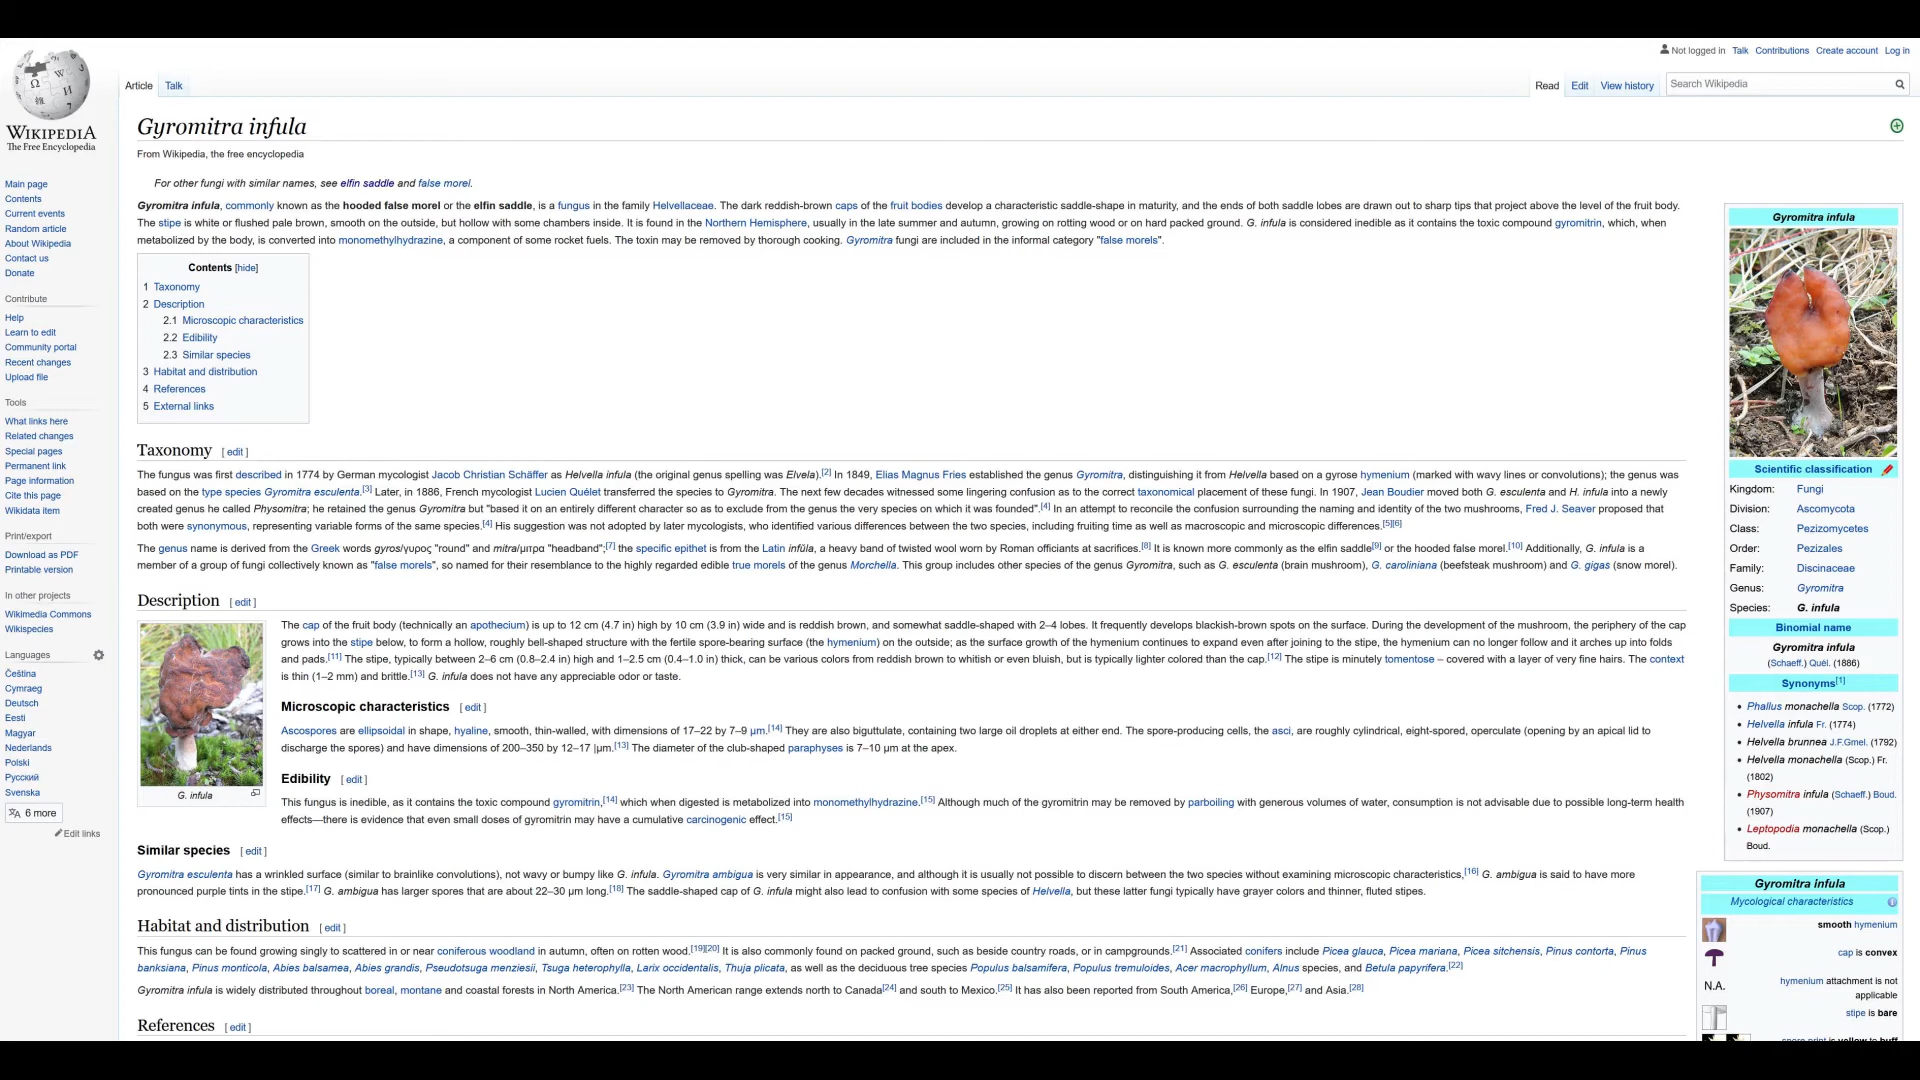 Not logged in Talk Contributions Create account Log in
Article Talk Read Edit View history Search Wikipedia
WIKIPEDIA
The Free Encyclopedia
Main page
Contents
Current events
Random article
About Wikipedia
Contact us
Donate
Contribute
Help
Learn to edit
Community portal
Recent changes
Upload file
Tools
What links here
Related changes
Special pages
Permanent link
Page information
Cite this page
Wikidata item
Print/export
Download as PDF
Printable version
In other projects
Wikimedia Commons
Wikispecies
Languages
Čeština
Cymraeg
Deutsch
Eesti
Magyar
Nederlands
Polski
Русский
Svenska
6 more
Edit links
Gyromitra infula
From Wikipedia, the free encyclopedia
For other fungi with similar names, see elfin saddle and false morel.
Gyromitra infula, commonly known as the hooded false morel or the elfin saddle, is a fungus in the family Helvellaceae. The dark reddish-brown caps of the fruit bodies develop a characteristic saddle-shape in maturity, and the ends of both saddle lobes are drawn out to sharp tips that project above the level of the fruit body.
The stipe is white or flushed pale brown, smooth on the outside, but hollow with some chambers inside. It is found in the Northern Hemisphere, usually in the late summer and autumn, growing on rotting wood or on hard packed ground. G. infula is considered inedible as it contains the toxic compound gyromitrin, which, when
metabolized by the body, is converted into monomethylhydrazine, a component of some rocket fuels. The toxin may be removed by thorough cooking. Gyromitra fungi are included in the informal category "false morels".
Contents [hide]
1 Taxonomy
2 Description
2.1 Microscopic characteristics
2.2 Edibility
2.3 Similar species
3 Habitat and distribution
4 References
5 External links
Taxonomy [ edit ]
The fungus was first described in 1774 by German mycologist Jacob Christian Schäffer as Helvella infula (the original genus spelling was Elvela).[2] In 1849, Elias Magnus Fries established the genus Gyromitra, distinguishing it from Helvella based on a gyrose hymenium (marked with wavy lines or convolutions); the genus was
based on the type species Gyromitra esculenta.[3] Later, in 1886, French mycologist Lucien Quélet transferred the species to Gyromitra. The next few decades witnessed some lingering confusion as to the correct taxonomical placement of these fungi. In 1907, Jean Boudier moved both G. esculenta and H. infula into a newly
created genus he called Physomitra; he retained the genus Gyromitra but "based it on an entirely different character so as to exclude from the genus the very species on which it was founded".[4] In an attempt to reconcile the confusion surrounding the naming and identity of the two mushrooms, Fred J. Seaver proposed that
both were synonymous, representing variable forms of the same species.[4] His suggestion was not adopted by later mycologists, who identified various differences between the two species, including fruiting time as well as macroscopic and microscopic differences.[5][6]
The genus name is derived from the Greek words gyros/γυρος "round" and mitra/μιτρα "headband";[7] the specific epithet is from the Latin infŭla, a heavy band of twisted wool worn by Roman officiants at sacrifices.[8] It is known more commonly as the elfin saddle[9] or the hooded false morel.[10] Additionally, G. infula is a
member of a group of fungi collectively known as "false morels", so named for their resemblance to the highly regarded edible true morels of the genus Morchella. This group includes other species of the genus Gyromitra, such as G. esculenta (brain mushroom), G. caroliniana (beefsteak mushroom) and G. gigas (snow morel).
Description [ edit ]
The cap of the fruit body (technically an apothecium) is up to 12 cm (4.7 in) high by 10 cm (3.9 in) wide and is reddish brown, and somewhat saddle-shaped with 2–4 lobes. It frequently develops blackish-brown spots on the surface. During the development of the mushroom, the periphery of the cap
grows into the stipe below, to form a hollow, roughly bell-shaped structure with the fertile spore-bearing surface (the hymenium) on the outside; as the surface growth of the hymenium continues to expand even after joining to the stipe, the hymenium can no longer follow and it arches up into folds
and pads.[11] The stipe, typically between 2–6 cm (0.8–2.4 in) high and 1–2.5 cm (0.4–1.0 in) thick, can be various colors from reddish brown to whitish or even bluish, but is typically lighter colored than the cap.[12] The stipe is minutely tomentose – covered with a layer of very fine hairs. The context
is thin (1–2 mm) and brittle.[13] G. infula does not have any appreciable odor or taste.
G. infula
Microscopic characteristics [ edit ]
Ascospores are ellipsoidal in shape, hyaline, smooth, thin-walled, with dimensions of 17–22 by 7–9 μm.[14] They are also biguttulate, containing two large oil droplets at either end. The spore-producing cells, the asci, are roughly cylindrical, eight-spored, operculate (opening by an apical lid to
discharge the spores) and have dimensions of 200–350 by 12–17 |μm.[13] The diameter of the club-shaped paraphyses is 7–10 μm at the apex.
Edibility [ edit ]
This fungus is inedible, as it contains the toxic compound gyromitrin,[14] which when digested is metabolized into monomethylhydrazine.[15] Although much of the gyromitrin may be removed by parboiling with generous volumes of water, consumption is not advisable due to possible long-term health
effects—there is evidence that even small doses of gyromitrin may have a cumulative carcinogenic effect.[15]
Similar species [ edit ]
Gyromitra esculenta has a wrinkled surface (similar to brainlike convolutions), not wavy or bumpy like G. infula. Gyromitra ambigua is very similar in appearance, and although it is usually not possible to discern between the two species without examining microscopic characteristics,[16] G. ambigua is said to have more
pronounced purple tints in the stipe.[17] G. ambigua has larger spores that are about 22–30 μm long.[18] The saddle-shaped cap of G. infula might also lead to confusion with some species of Helvella, but these latter fungi typically have grayer colors and thinner, fluted stipes.
Habitat and distribution [ edit ]
This fungus can be found growing singly to scattered in or near coniferous woodland in autumn, often on rotten wood.[19][20] It is also commonly found on packed ground, such as beside country roads, or in campgrounds.[21] Associated conifers include Picea glauca, Picea mariana, Picea sitchensis, Pinus contorta, Pinus
banksiana, Pinus monticola, Abies balsamea, Abies grandis, Pseudotsuga menziesii, Tsuga heterophylla, Larix occidentalis, Thuja plicata, as well as the deciduous tree species Populus balsamifera, Populus tremuloides, Acer macrophyllum, Alnus species, and Betula papyrifera.[22]
Gyromitra infula is widely distributed throughout boreal, montane and coastal forests in North America.[23] The North American range extends north to Canada[24] and south to Mexico.[25] It has also been reported from South America,[26] Europe,[27] and Asia.[28]
References [ edit ]
Gyromitra infula
Scientific classification
Kingdom: Fungi
Division: Ascomycota
Class: Pezizomycetes
Order: Pezizales
Family: Discinaceae
Genus: Gyromitra
Species: G. infula
Binomial name
Gyromitra infula
(Schaeff.) Quél. (1886)
Synonyms[1]
Phallus monachella Scop. (1772)
Helvella infula Fr. (1774)
Helvella brunnea J.F.Gmel. (1792)
Helvella monachella (Scop.) Fr.
(1802)
Physomitra infula (Schaeff.) Boud.
(1907)
Leptopodia monachella (Scop.)
Boud.
Gyromitra infula
Mycological characteristics
smooth hymenium
cap is convex
N.A. hymenium attachment is not
applicable
stipe is bare
spore print is yellow to buff